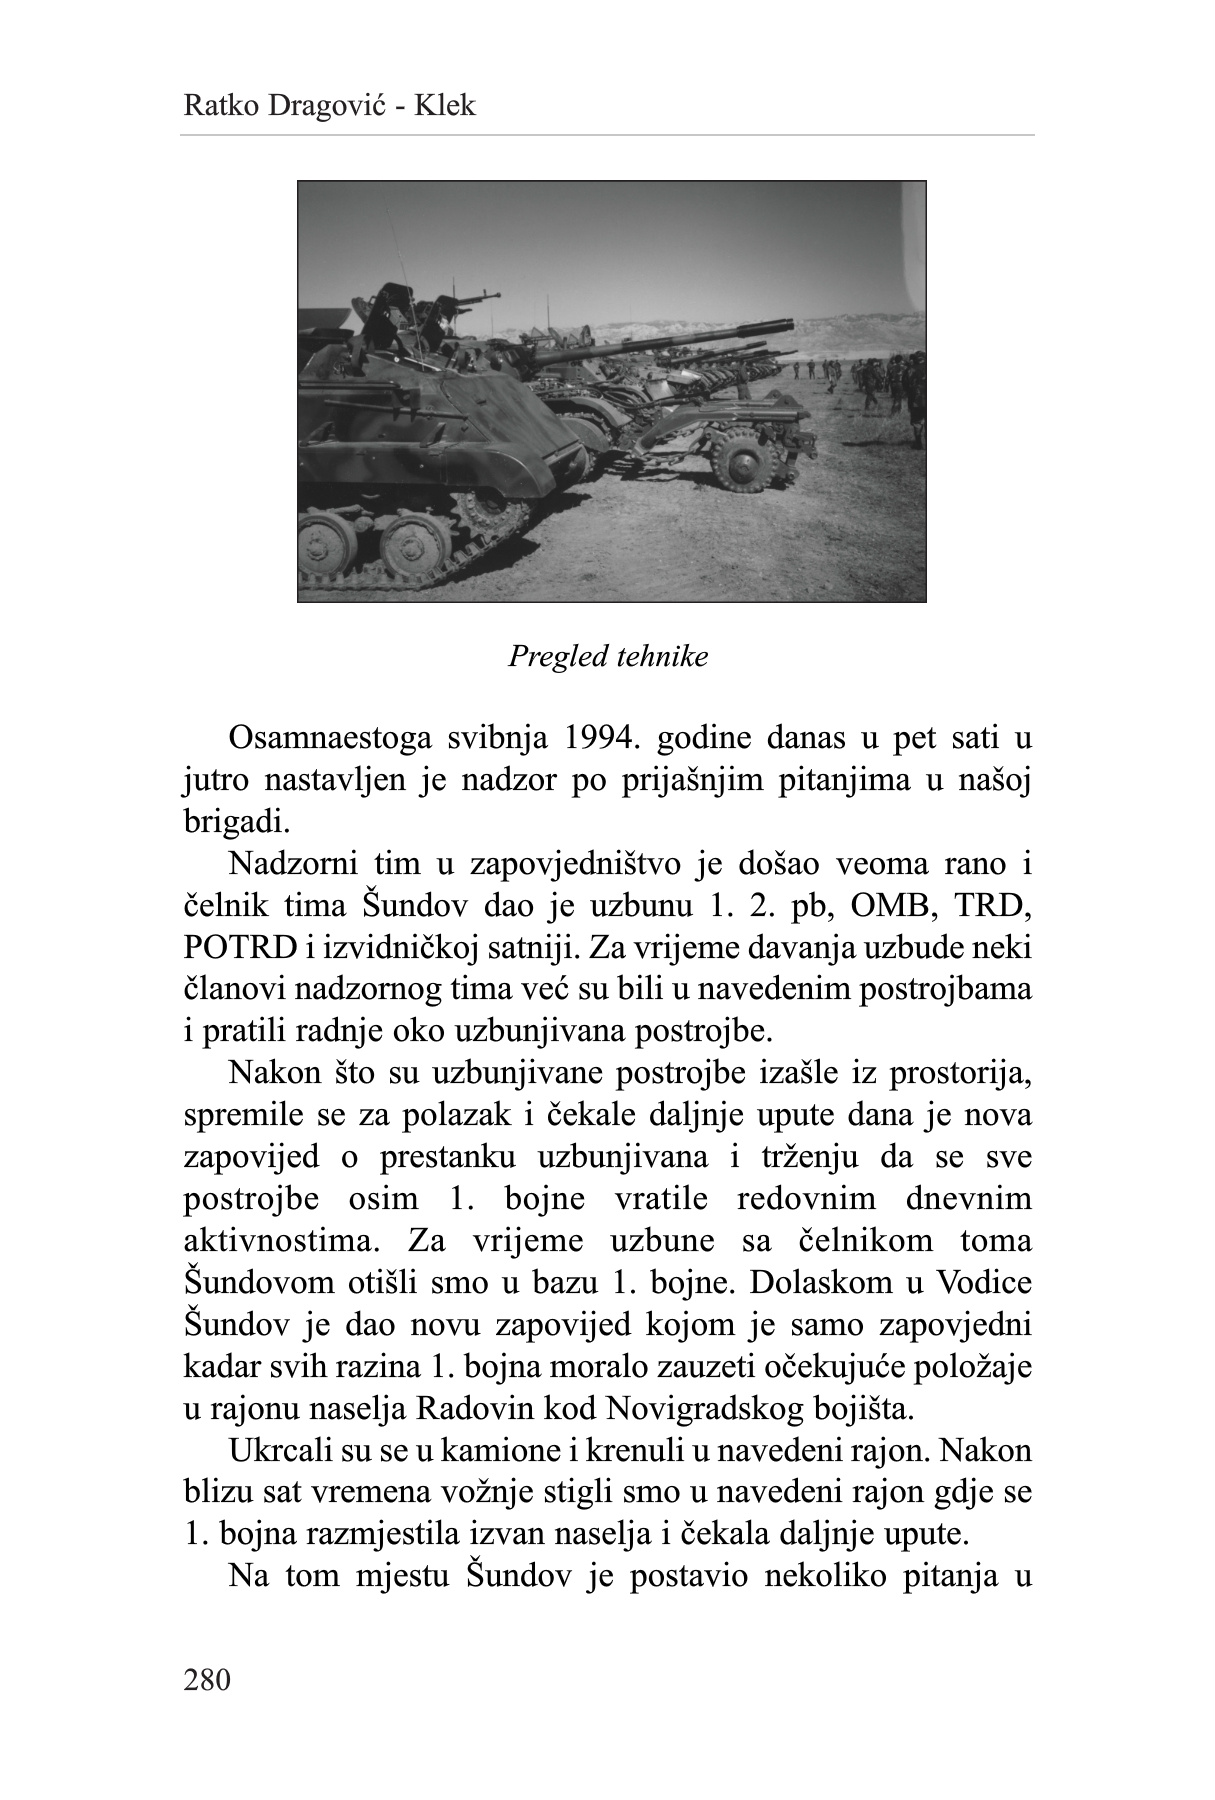 Ratko Dragović - Klek
Pregled tehnike
Osamnaestoga svibnja 1994. godine danas u pet sati u
jutro nastavljen je nadzor po prijašnjim pitanjima u našoj
brigadi.
Nadzorni tim u zapovjedništvo je došao veoma rano i
čelnik tima Šundov dao je uzbunu 1. 2. pb, OMB, TRD,
POTRD i izvidničkoj satniji. Za vrijeme davanja uzbude neki
članovi nadzornog tima već su bili u navedenim postrojbama
i pratili radnje oko uzbunjivana postrojbe.
Nakon što su uzbunjivane postrojbe izašle iz prostorija,
spremile se za polazak i čekale daljnje upute dana je nova
zapovijed o prestanku uzbunjivana i trženju da se sve
postrojbe osim 1. bojne vratile redovnim dnevnim
aktivnostima. Za vrijeme uzbune sa čelnikom toma
Šundovom otišli smo u bazu 1. bojne. Dolaskom u Vodice
Šundov je dao novu zapovijed kojom je samo zapovjedni
kadar svih razina 1. bojna moralo zauzeti očekujuće položaje
u rajonu naselja Radovin kod Novigradskog bojišta.
Ukrcali su se u kamione i krenuli u navedeni rajon. Nakon
blizu sat vremena vožnje stigli smo u navedeni rajon gdje se
1. bojna razmjestila izvan naselja i čekala daljnje upute.
Na tom mjestu Šundov je postavio nekoliko pitanja u
280